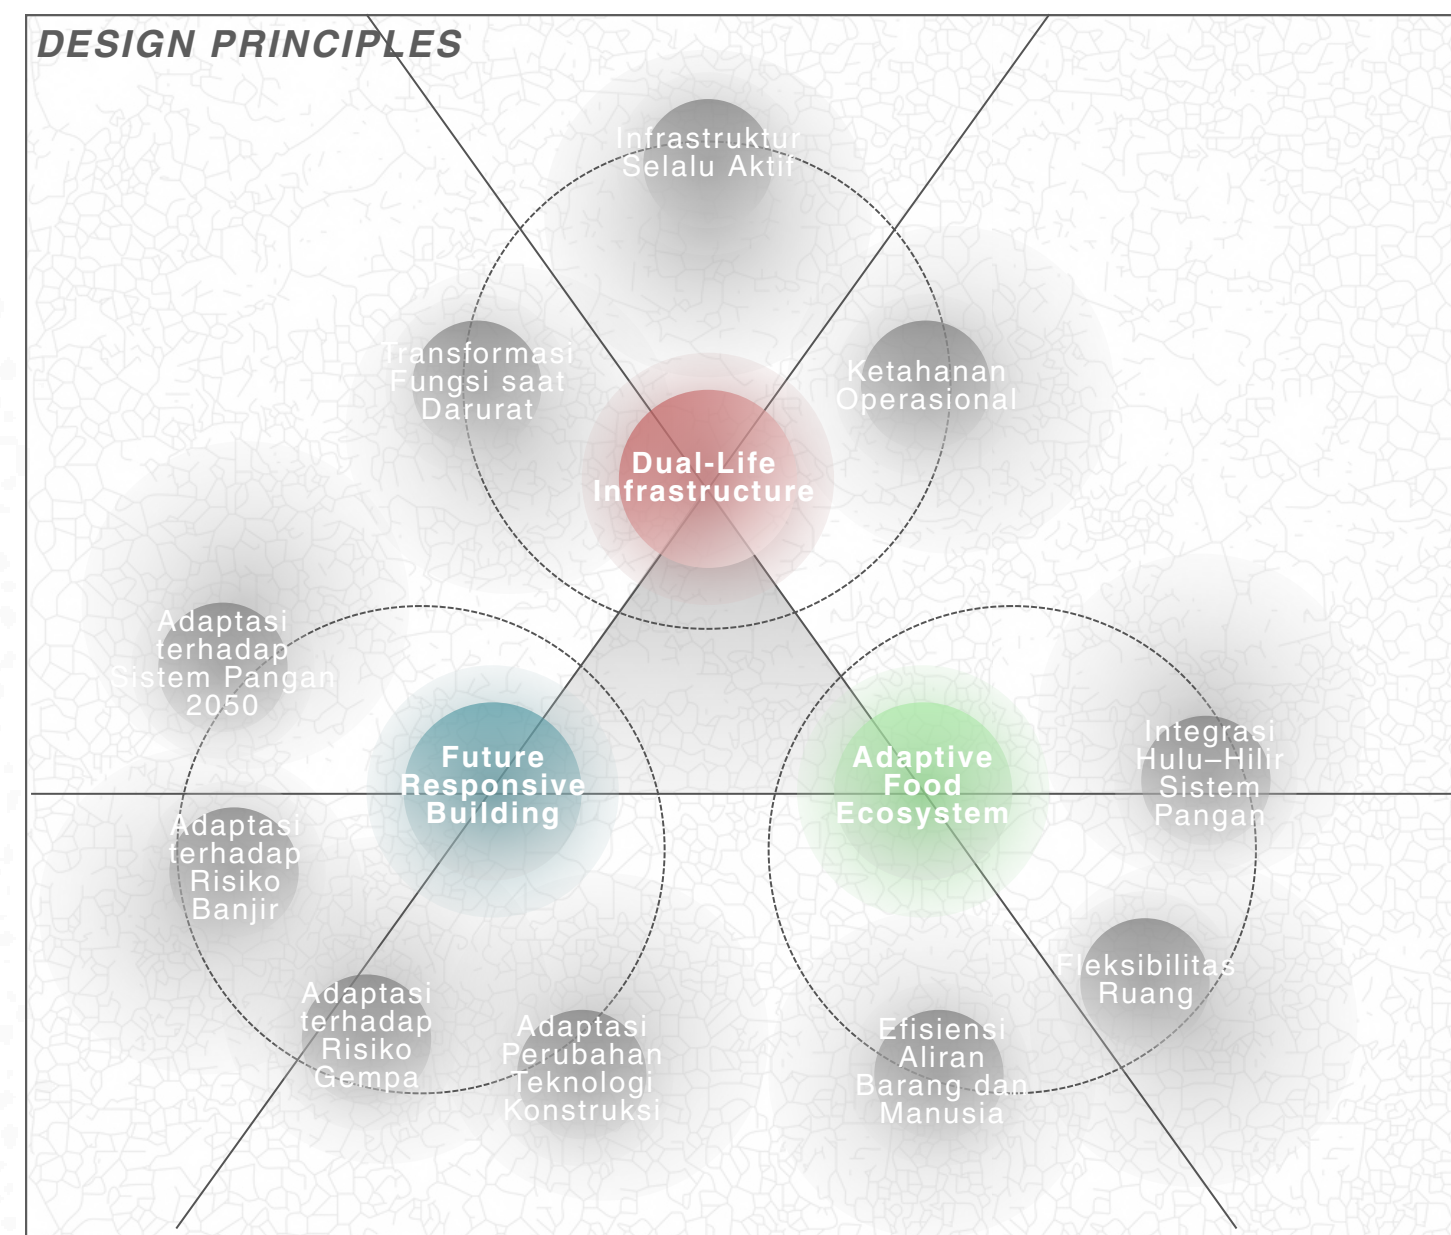 DESIGN PRINCIPLES
Infrastruktur
Selalu Aktif
Transformasi
Fungsi saat
Darurat
Ketahanan
Operasional
Dual-Life
Infrastructure
Adaptasi
terhadap
Sistem Pangan
2050
Future
Responsive
Building
Adaptive
Food
Ecosystem
Integrasi
Hulu–Hilir
Sistem
Pangan
Adaptasi
terhadap
Risiko
Banjir
Adaptasi
terhadap
Risiko
Gempa
Adaptasi
Perubahan
Teknologi
Konstruksi
Efisiensi
Aliran
Barang dan
Manusia
Fleksibilitas
Ruang